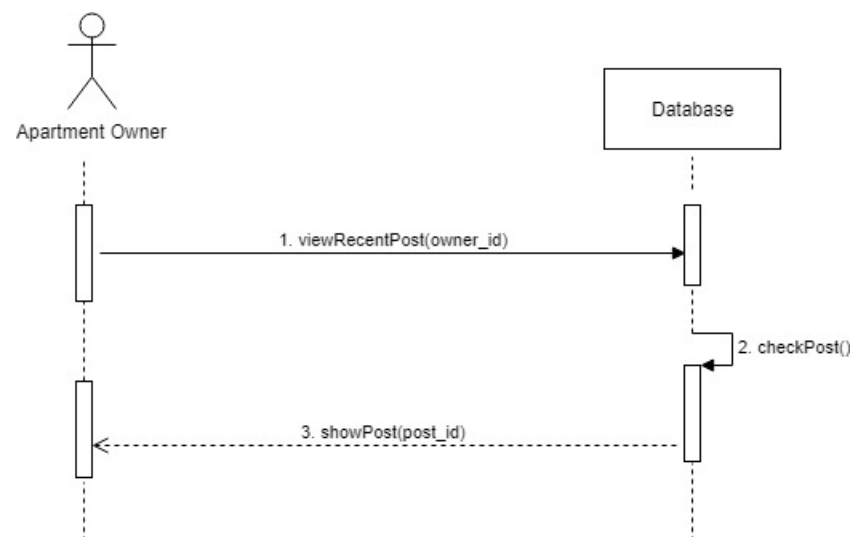 Apartment Owner
Database
1. viewRecentPost(owner_id)
2. checkPost()
3. showPost(post_id)